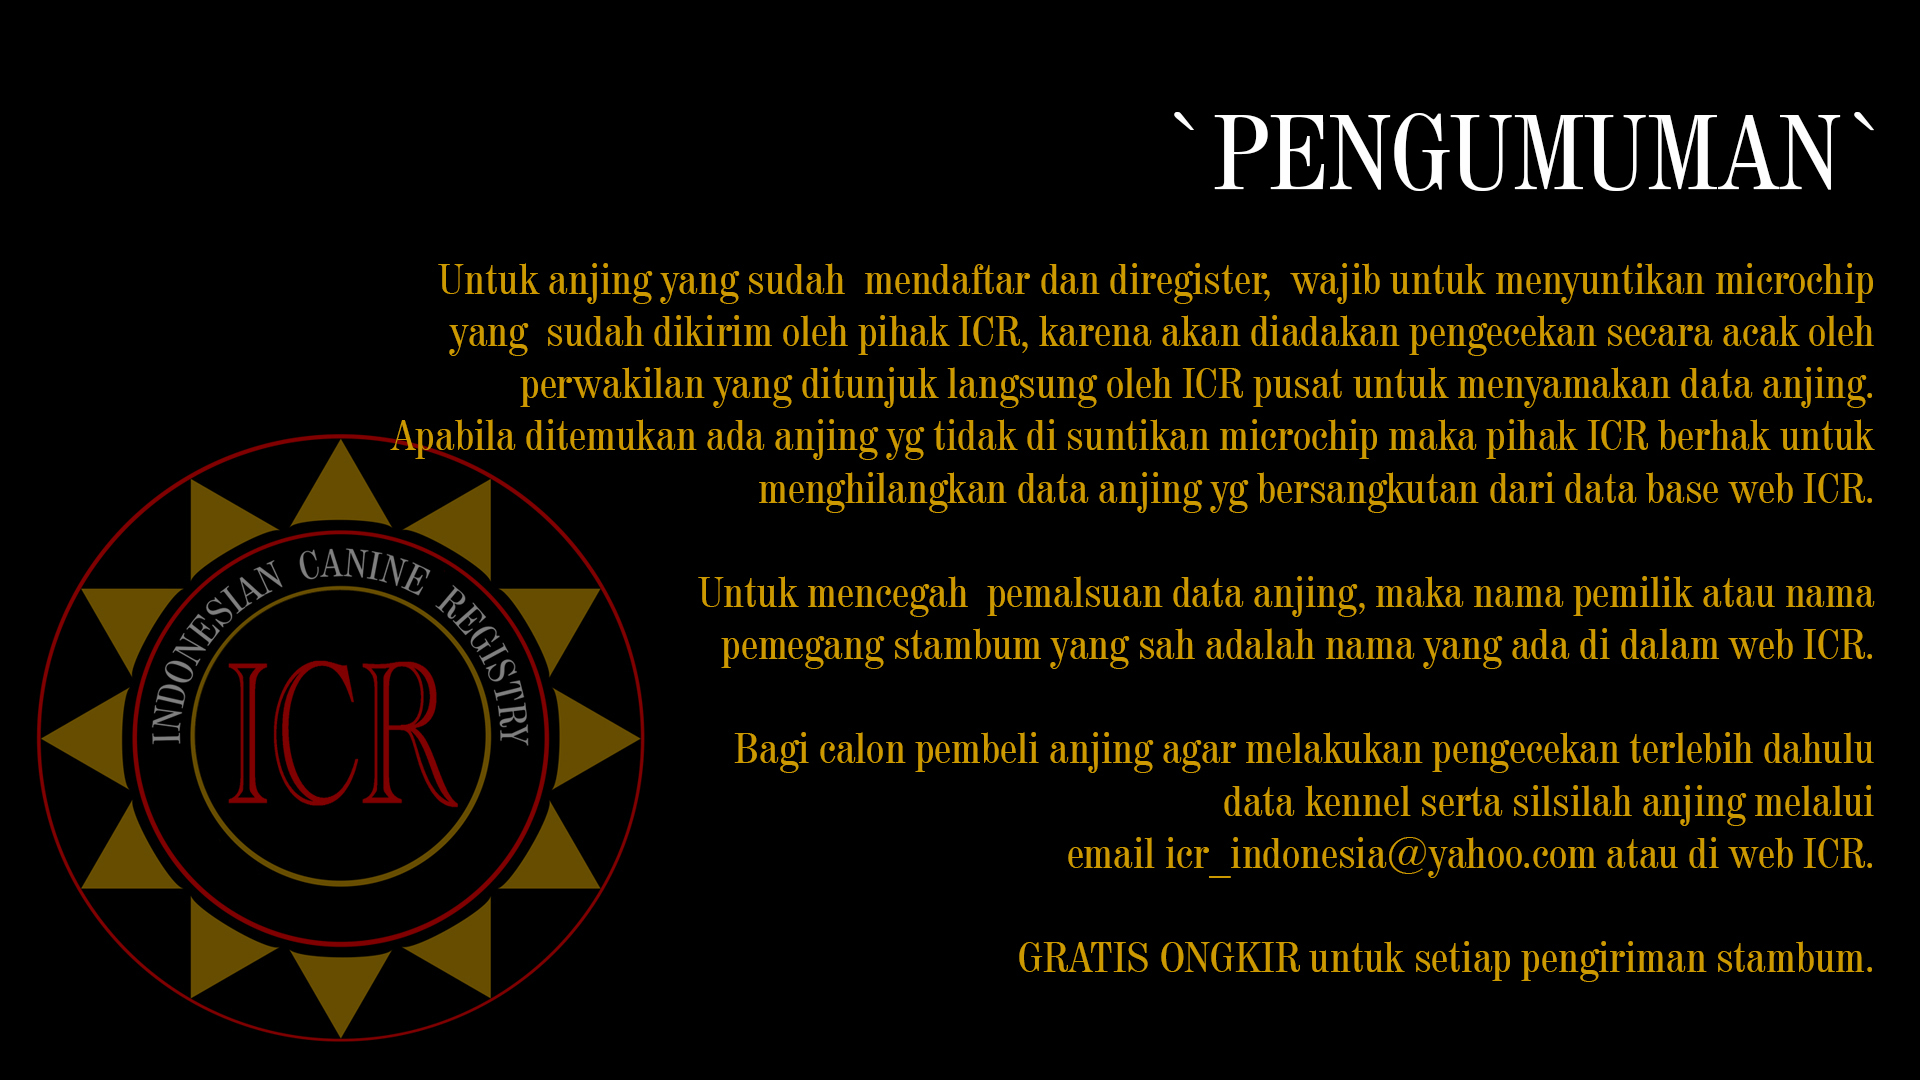 `PENGUMUMAN`
Untuk anjing yang sudah  mendaftar dan diregister,  wajib untuk menyuntikan microchip
yang  sudah dikirim oleh pihak ICR, karena akan diadakan pengecekan secara acak oleh
perwakilan yang ditunjuk langsung oleh ICR pusat untuk menyamakan data anjing.
Apabila ditemukan ada anjing yg tidak di suntikan microchip maka pihak ICR berhak untuk
menghilangkan data anjing yg bersangkutan dari data base web ICR.
Untuk mencegah  pemalsuan data anjing, maka nama pemilik atau nama
pemegang stambum yang sah adalah nama yang ada di dalam web ICR.
Bagi calon pembeli anjing agar melakukan pengecekan terlebih dahulu
data kennel serta silsilah anjing melalui
email icr_indonesia@yahoo.com atau di web ICR.
GRATIS ONGKIR untuk setiap pengiriman stambum.
INDONESIAN CANINE REGISTRY
ICR